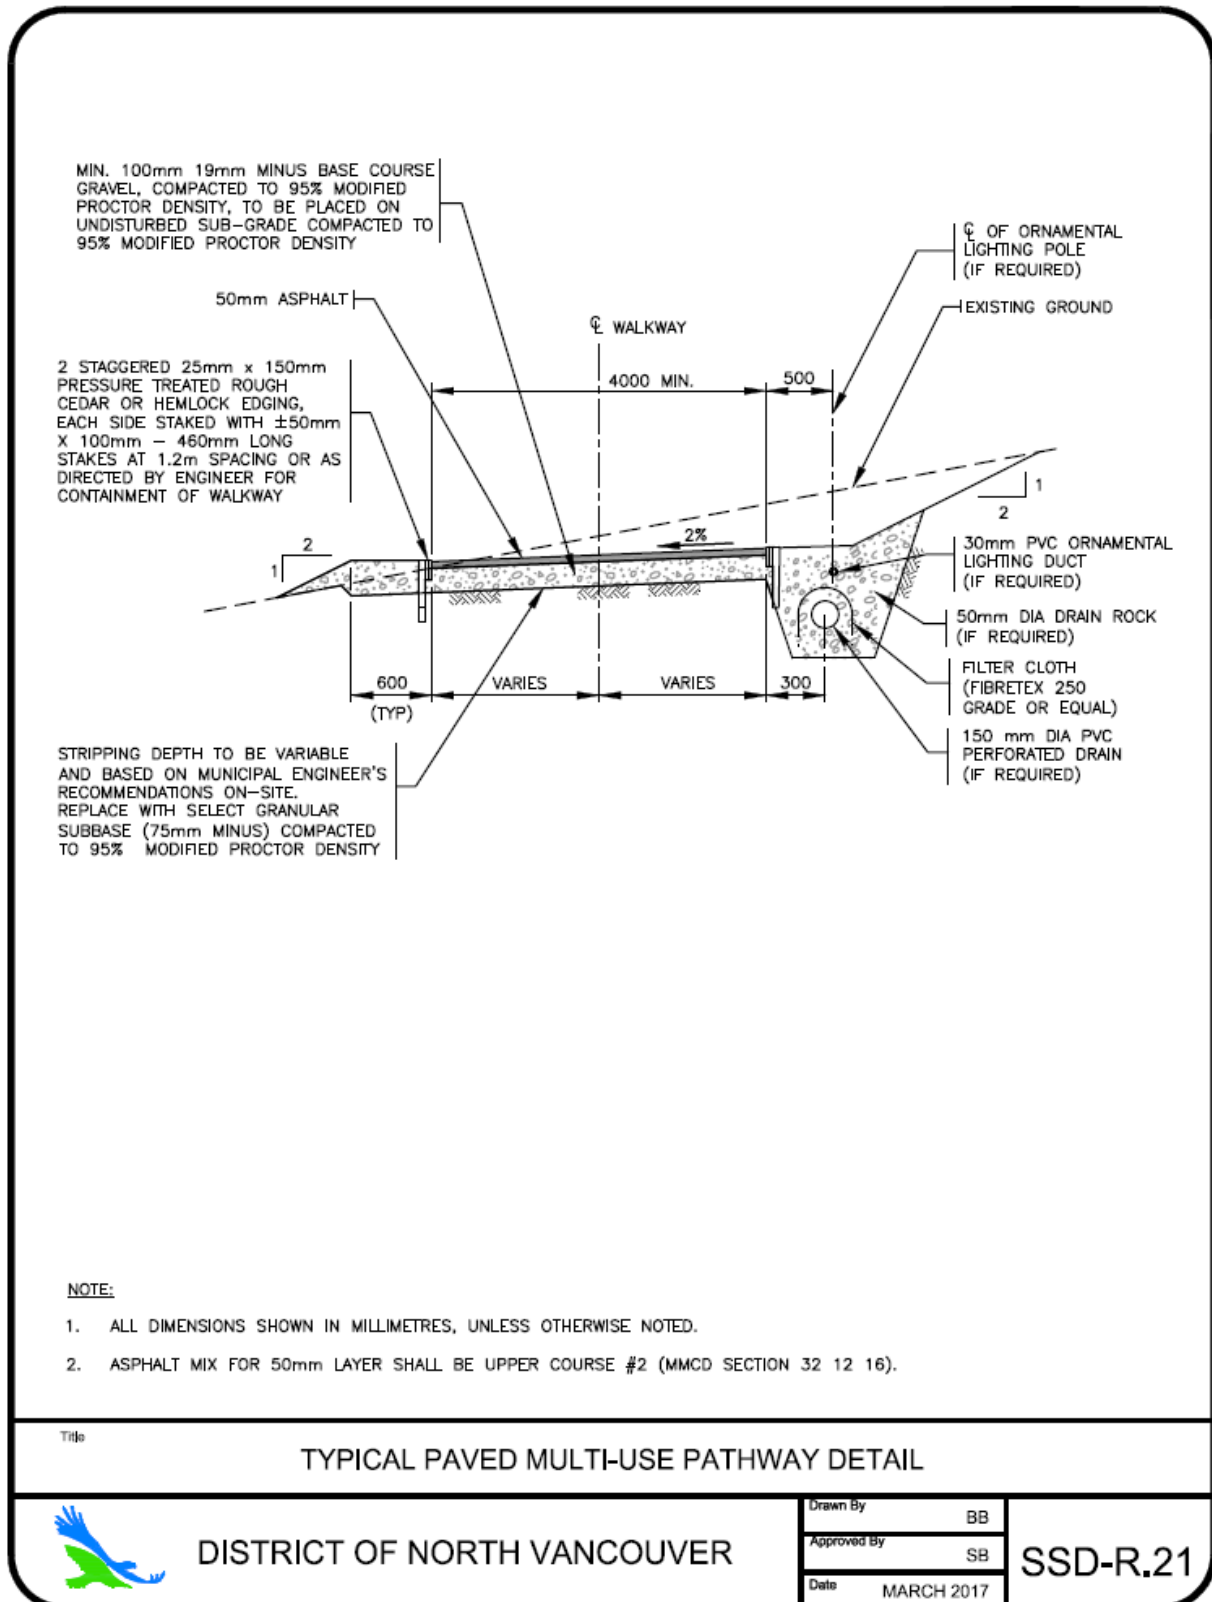 MIN. 100mm 19mm MINUS BASE COURSE
GRAVEL, COMPACTED TO 95% MODIFIED
PROCTOR DENSITY, TO BE PLACED ON
UNDISTURBED SUB-GRADE COMPACTED TO
95% MODIFIED PROCTOR DENSITY
50mm ASPHALT
2 STAGGERED 25mm x 150mm
PRESSURE TREATED ROUGH
CEDAR OR HEMLOCK EDGING,
EACH SIDE STAKED WITH ±50mm
X 100mm – 460mm LONG
STAKES AT 1.2m SPACING OR AS
DIRECTED BY ENGINEER FOR
CONTAINMENT OF WALKWAY
℄ WALKWAY
4000 MIN.
500
℄ OF ORNAMENTAL
LIGHTING POLE
(IF REQUIRED)
EXISTING GROUND
2
1
2%
1
2
30mm PVC ORNAMENTAL
LIGHTING DUCT
(IF REQUIRED)
50mm DIA DRAIN ROCK
(IF REQUIRED)
FILTER CLOTH
(FIBRETEX 250
GRADE OR EQUAL)
150 mm DIA PVC
PERFORATED DRAIN
(IF REQUIRED)
600
(TYP)
VARIES
VARIES
300
STRIPPING DEPTH TO BE VARIABLE
AND BASED ON MUNICIPAL ENGINEER'S
RECOMMENDATIONS ON-SITE.
REPLACE WITH SELECT GRANULAR
SUBBASE (75mm MINUS) COMPACTED
TO 95% MODIFIED PROCTOR DENSITY
NOTE:
1. ALL DIMENSIONS SHOWN IN MILLIMETRES, UNLESS OTHERWISE NOTED.
2. ASPHALT MIX FOR 50mm LAYER SHALL BE UPPER COURSE #2 (MMCD SECTION 32 12 16).
Title
TYPICAL PAVED MULTI-USE PATHWAY DETAIL
DISTRICT OF NORTH VANCOUVER
Drawn By
BB
Approved By
SB
Date
MARCH 2017
SSD-R.21